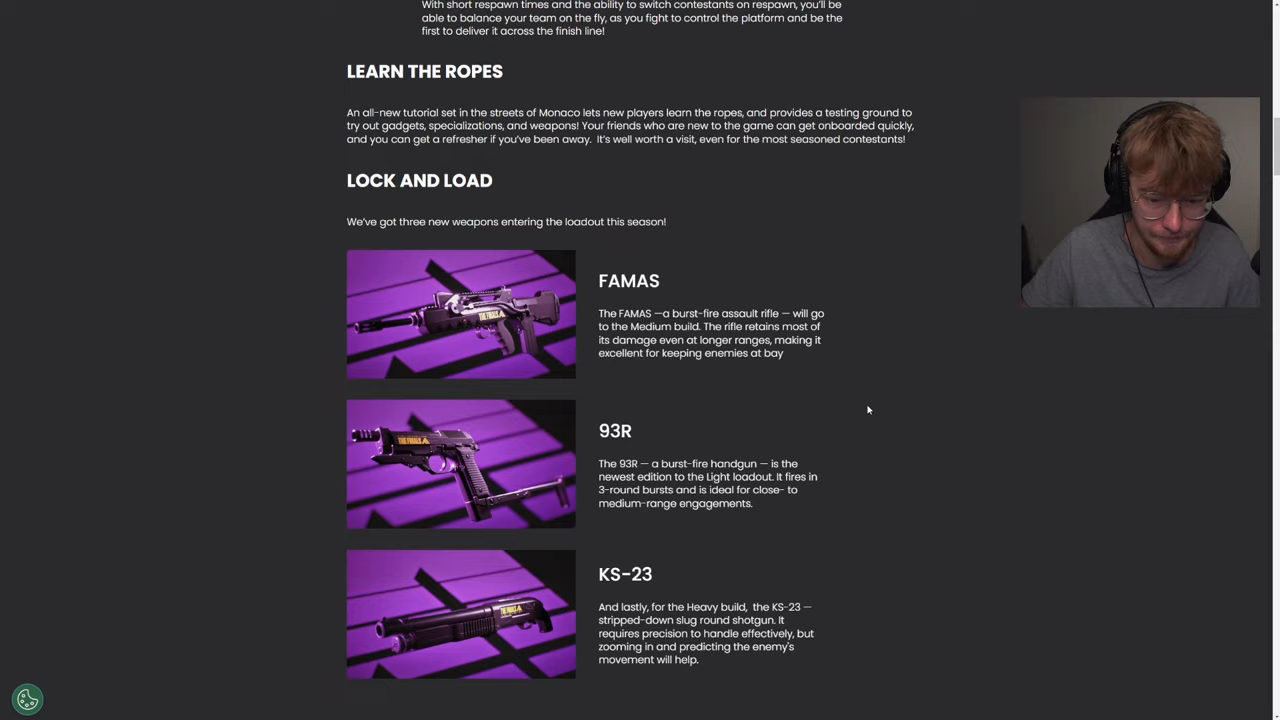 With short respawn times and the ability to switch contestants on respawn, you'll be
able to balance your team on the fly, as you fight to control the platform and be the
first to deliver it across the finish line!
LEARN THE ROPES
An all-new tutorial set in the streets of Monaco lets new players learn the ropes, and provides a testing ground to
try out gadgets, specializations, and weapons! Your friends who are new to the game can get onboarded quickly,
and you can get a refresher if you've been away. It's well worth a visit, even for the most seasoned contestants!
LOCK AND LOAD
We've got three new weapons entering the loadout this season!
THE FINALS
FAMAS
The FAMAS —a burst-fire assault rifle — will go
to the Medium build. The rifle retains most of
its damage even at longer ranges, making it
excellent for keeping enemies at bay
THE FINALS
93R
The 93R — a burst-fire handgun — is the
newest edition to the Light loadout. It fires in
3-round bursts and is ideal for close- to
medium-range engagements.
THE FINALS
KS-23
And lastly, for the Heavy build, the KS-23 —
stripped-down slug round shotgun. It
requires precision to handle effectively, but
zooming in and predicting the enemy's
movement will help.